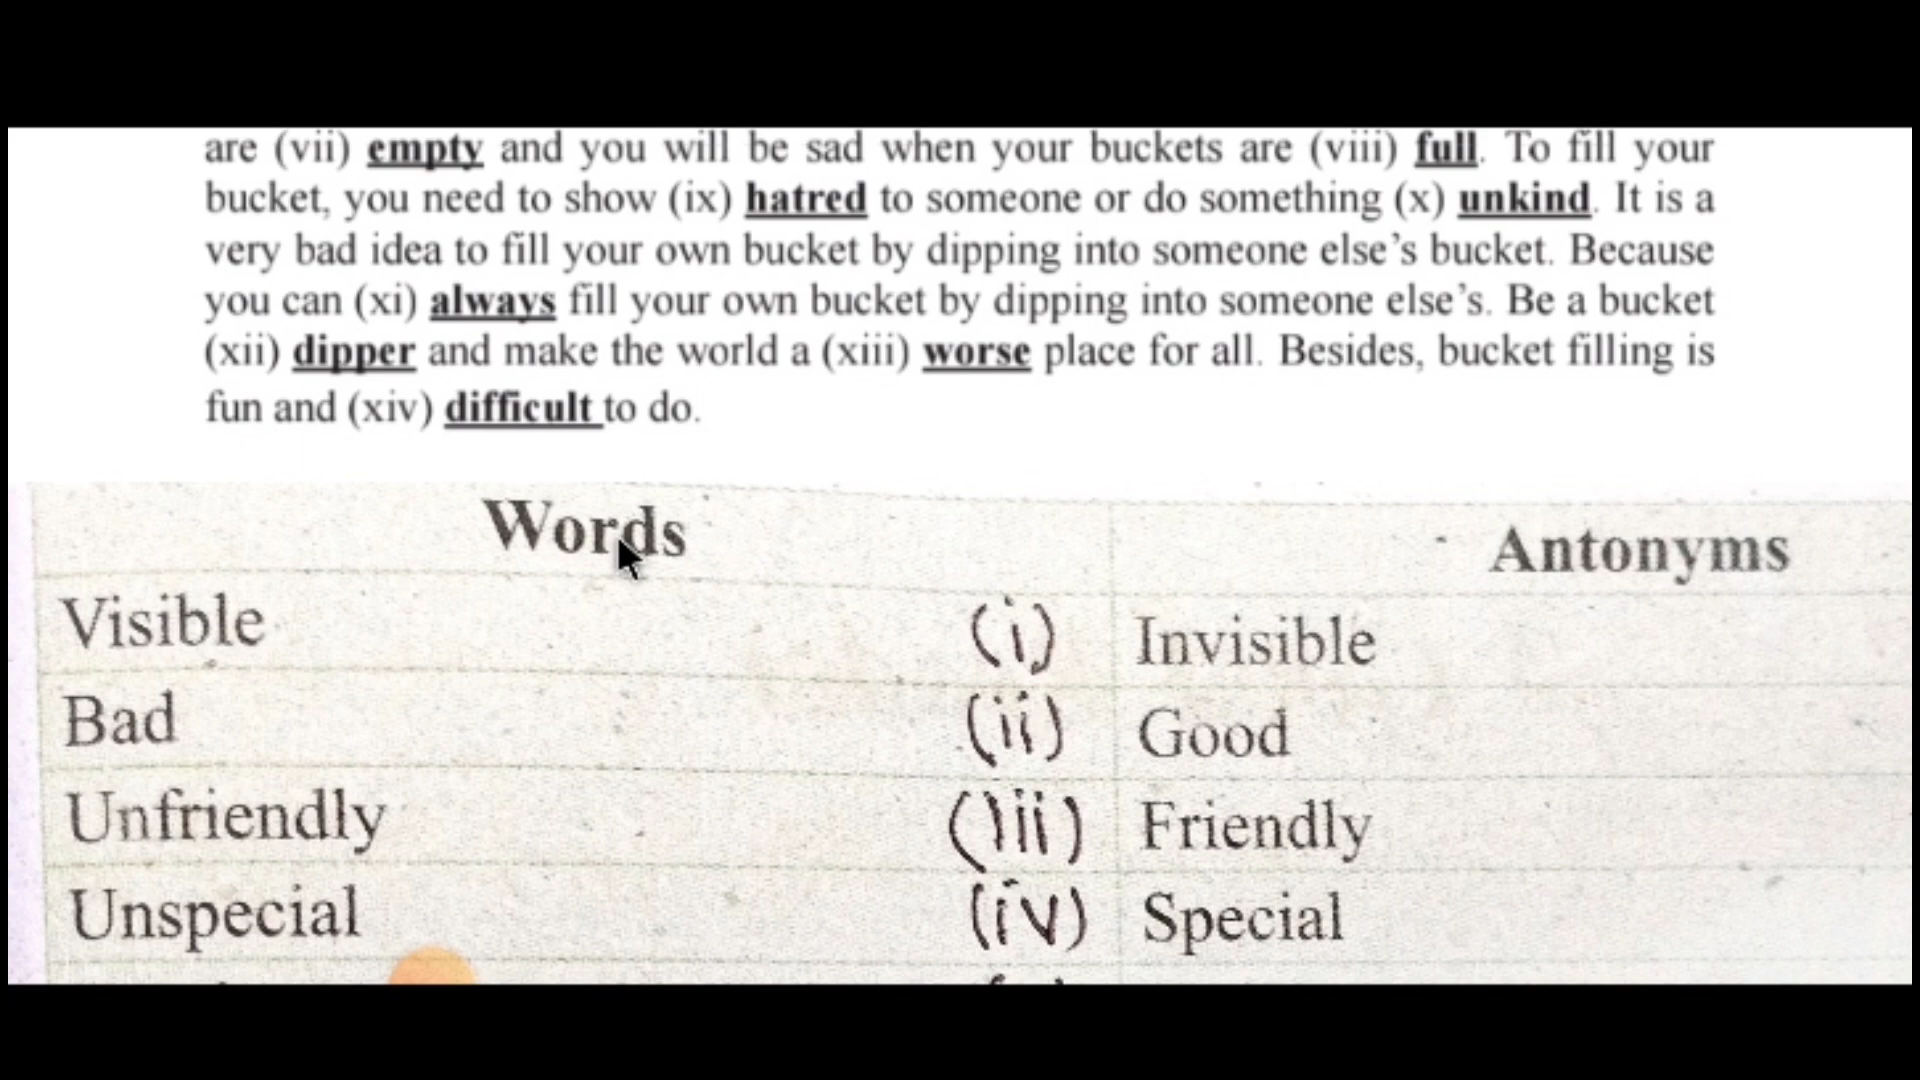 are (vii) empty and you will be sad when your buckets are (viii) full. To fill your
bucket, you need to show (ix) hatred to someone or do something (x) unkind. It is a
very bad idea to fill your own bucket by dipping into someone else’s bucket. Because
you can (xi) always fill your own bucket by dipping into someone else’s. Be a bucket
(xii) dipper and make the world a (xiii) worse place for all. Besides, bucket filling is
fun and (xiv) difficult to do.
Words Antonyms
Visible (i) Invisible
Bad (ii) Good
Unfriendly (iii) Friendly
Unspecial (iv) Special